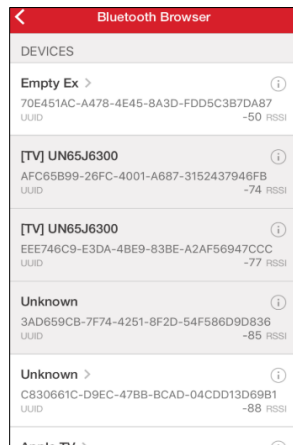 Bluetooth Browser
DEVICES
Empty Ex >
70E451AC-A478-4E45-8A3D-FDD5C3B7DA87
UUID -50 RSSI
[TV] UN65J6300
AFC65B99-26FC-4001-A687-3152437946FB
UUID -74 RSSI
[TV] UN65J6300
EEE746C9-E3DA-4BE9-83BE-A2AF56947CCC
UUID -77 RSSI
Unknown
3AD659CB-7F74-4251-8F2D-54F586D9D836
UUID -85 RSSI
Unknown >
C830661C-D9EC-47BB-BCAD-04CDD13D69B1
UUID -88 RSSI
Apple TV >